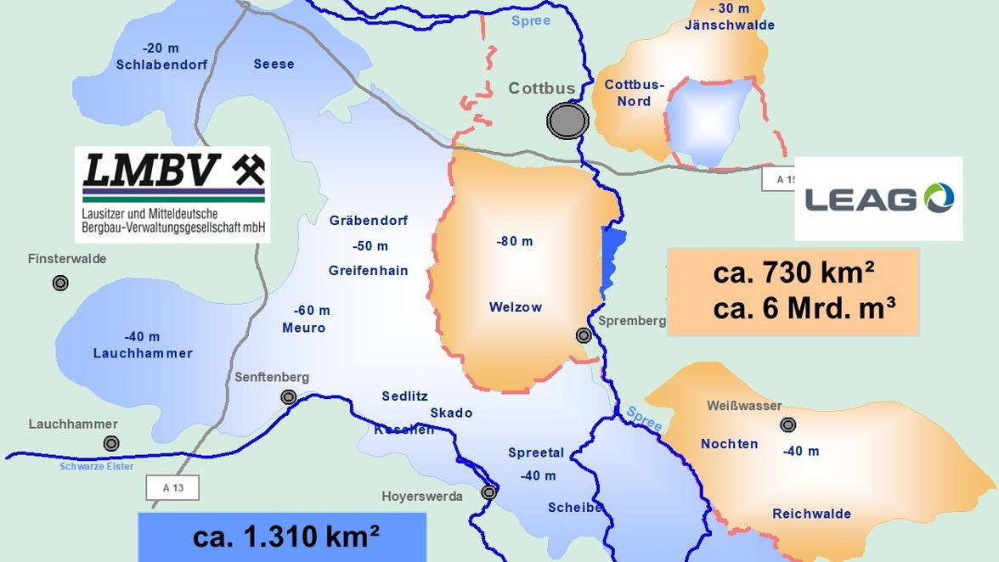 Spree
- 30 m
Jänschwalde
-20 m
Schlabendorf
Seese
Cottbus
Cottbus-
Nord
LMBV
Lausitzer und Mitteldeutsche
Bergbau-Verwaltungsgesellschaft mbH
A 15
LEAG
Gräbendorf
-50 m
Greifenhain
-80 m
Finsterwalde
ca. 730 km²
ca. 6 Mrd. m³
-60 m
Meuro
Welzow
Spremberg
-40 m
Lauchhammer
Senftenberg
Sedlitz
Skado
Koschen
Weißwasser
Spree
Lauchhammer
Nochten
-40 m
Schwarze Elster
Spreetal
-40 m
A 13
Hoyerswerda
Scheibe
Reichwalde
ca. 1.310 km²